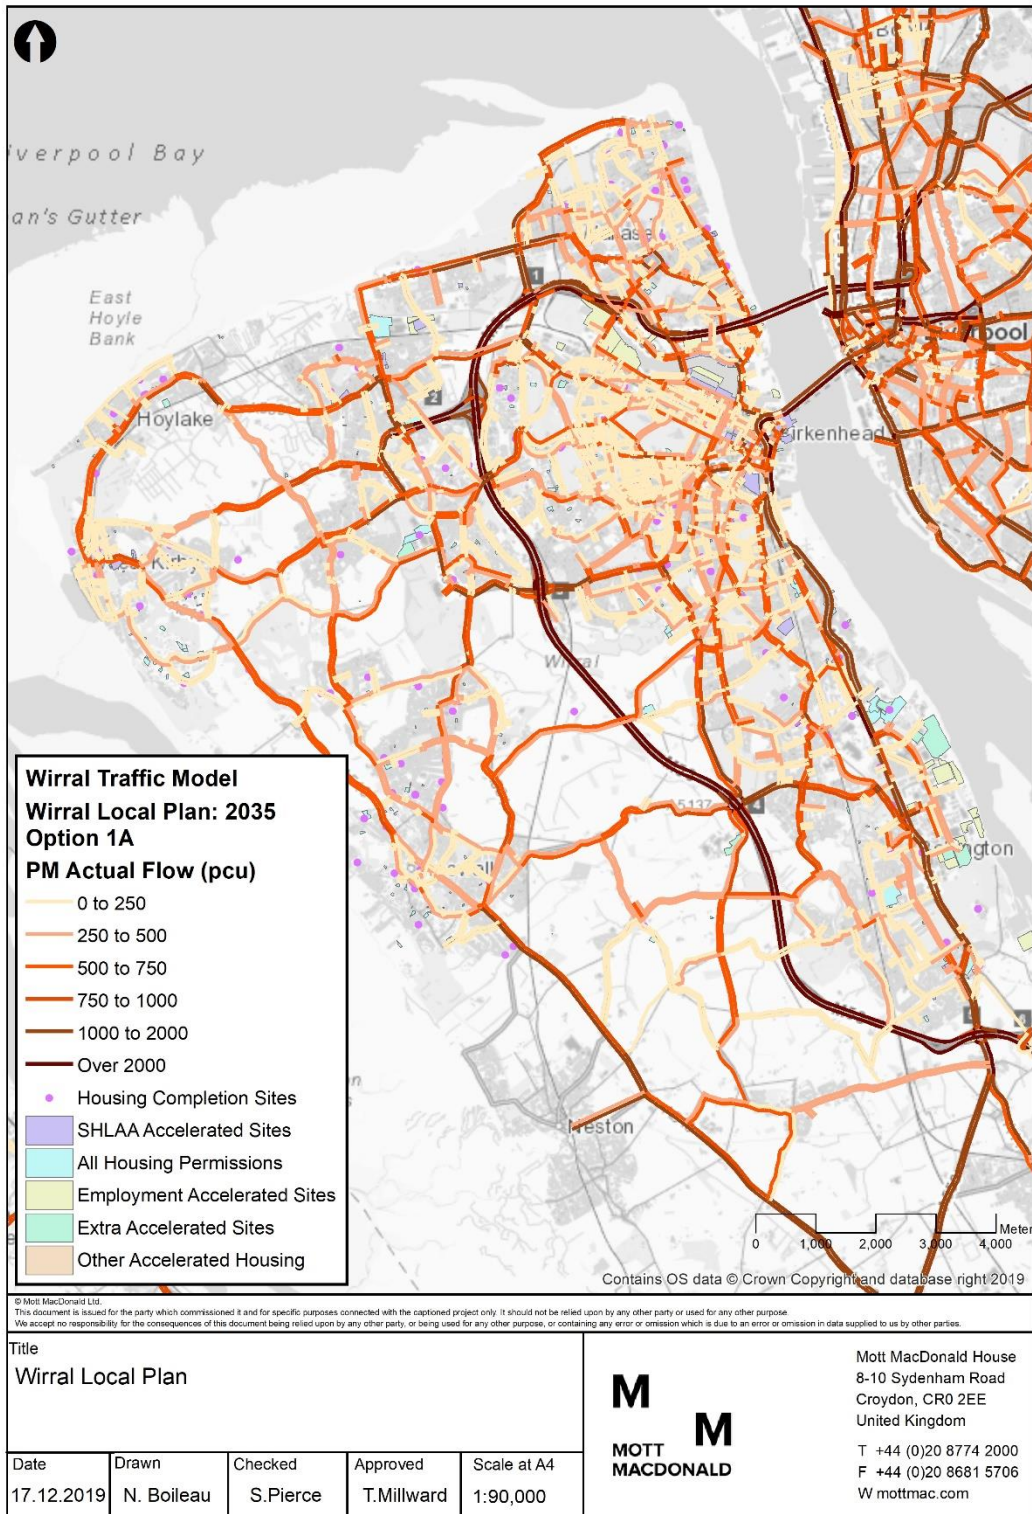 iverpool Bay
an's Gutter
East
Hoyle
Bank
1
2
Hoylake
Birkenhead
Wirral
4
5137
Neston
Wirral Traffic Model
Wirral Local Plan: 2035
Option 1A
PM Actual Flow (pcu)
0 to 250
250 to 500
500 to 750
750 to 1000
1000 to 2000
Over 2000
Housing Completion Sites
SHLAA Accelerated Sites
All Housing Permissions
Employment Accelerated Sites
Extra Accelerated Sites
Other Accelerated Housing
Meter
0 1,000 2,000 3,000 4,000
Contains OS data © Crown Copyright and database right 2019
© Mott MacDonald Ltd.
This document is issued for the party which commissioned it and for specific purposes connected with the captioned project only. It should not be relied upon by any other party or used for any other purpose.
We accept no responsibility for the consequences of this document being relied upon by any other party, or being used for any other purpose, or containing any error or omission which is due to an error or omission in data supplied to us by other parties.
Title
Wirral Local Plan
Date Drawn Checked Approved Scale at A4
17.12.2019 N. Boileau S.Pierce T.Millward 1:90,000
M
M
MOTT
MACDONALD
Mott MacDonald House
8-10 Sydenham Road
Croydon, CR0 2EE
United Kingdom
T +44 (0)20 8774 2000
F +44 (0)20 8681 5706
W mottmac.com